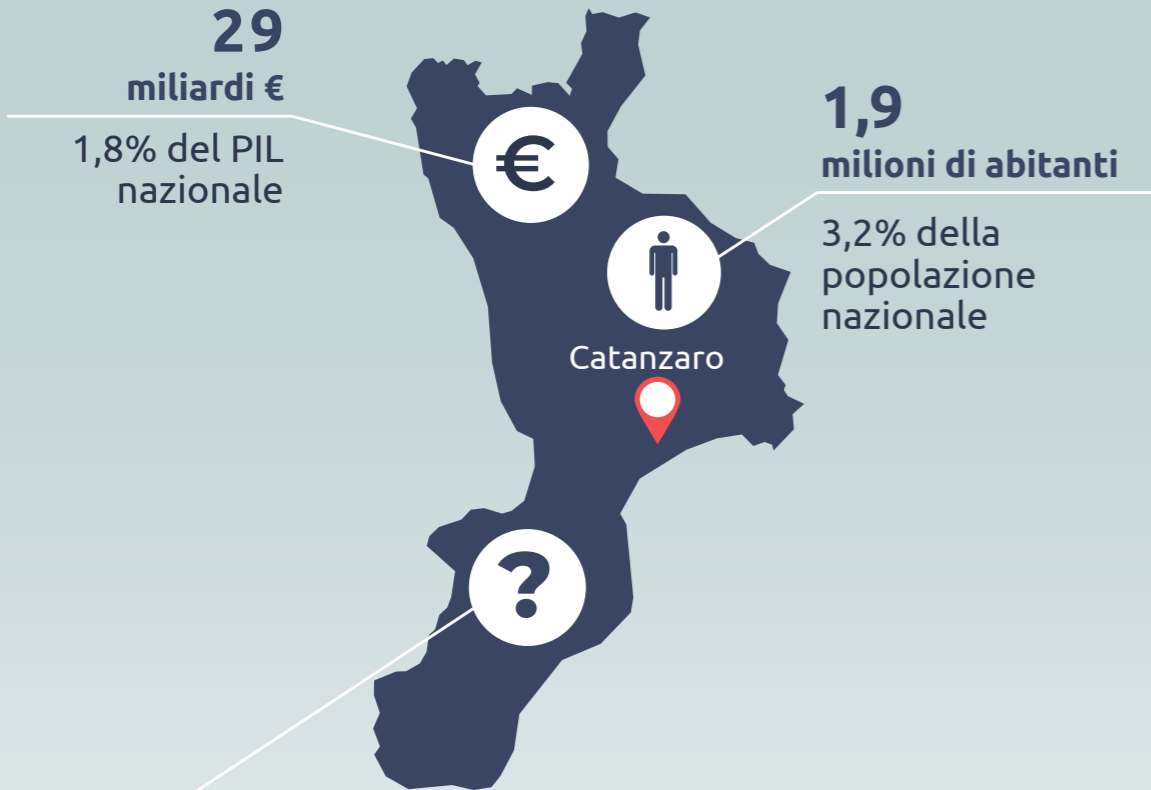 29
miliardi €
1,8% del PIL
nazionale
€
1,9
milioni di abitanti
3,2% della
popolazione
nazionale
Catanzaro
?